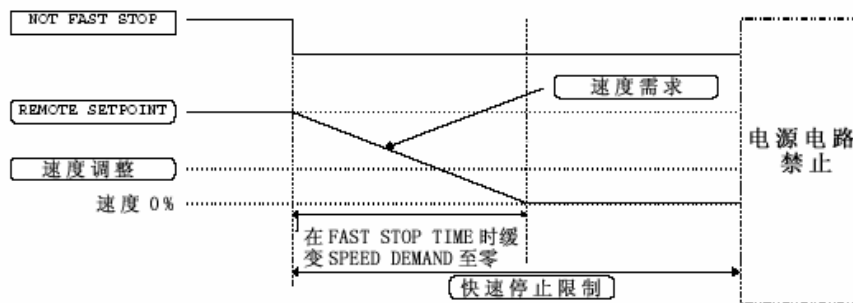 NOT FAST STOP
速度需求
REMOTE SETPOINT
电源电路
禁止
速度调整
速度 0%
在 FAST STOP TIME 时缓
变 SPEED DEMAND 至零
快速停止限制